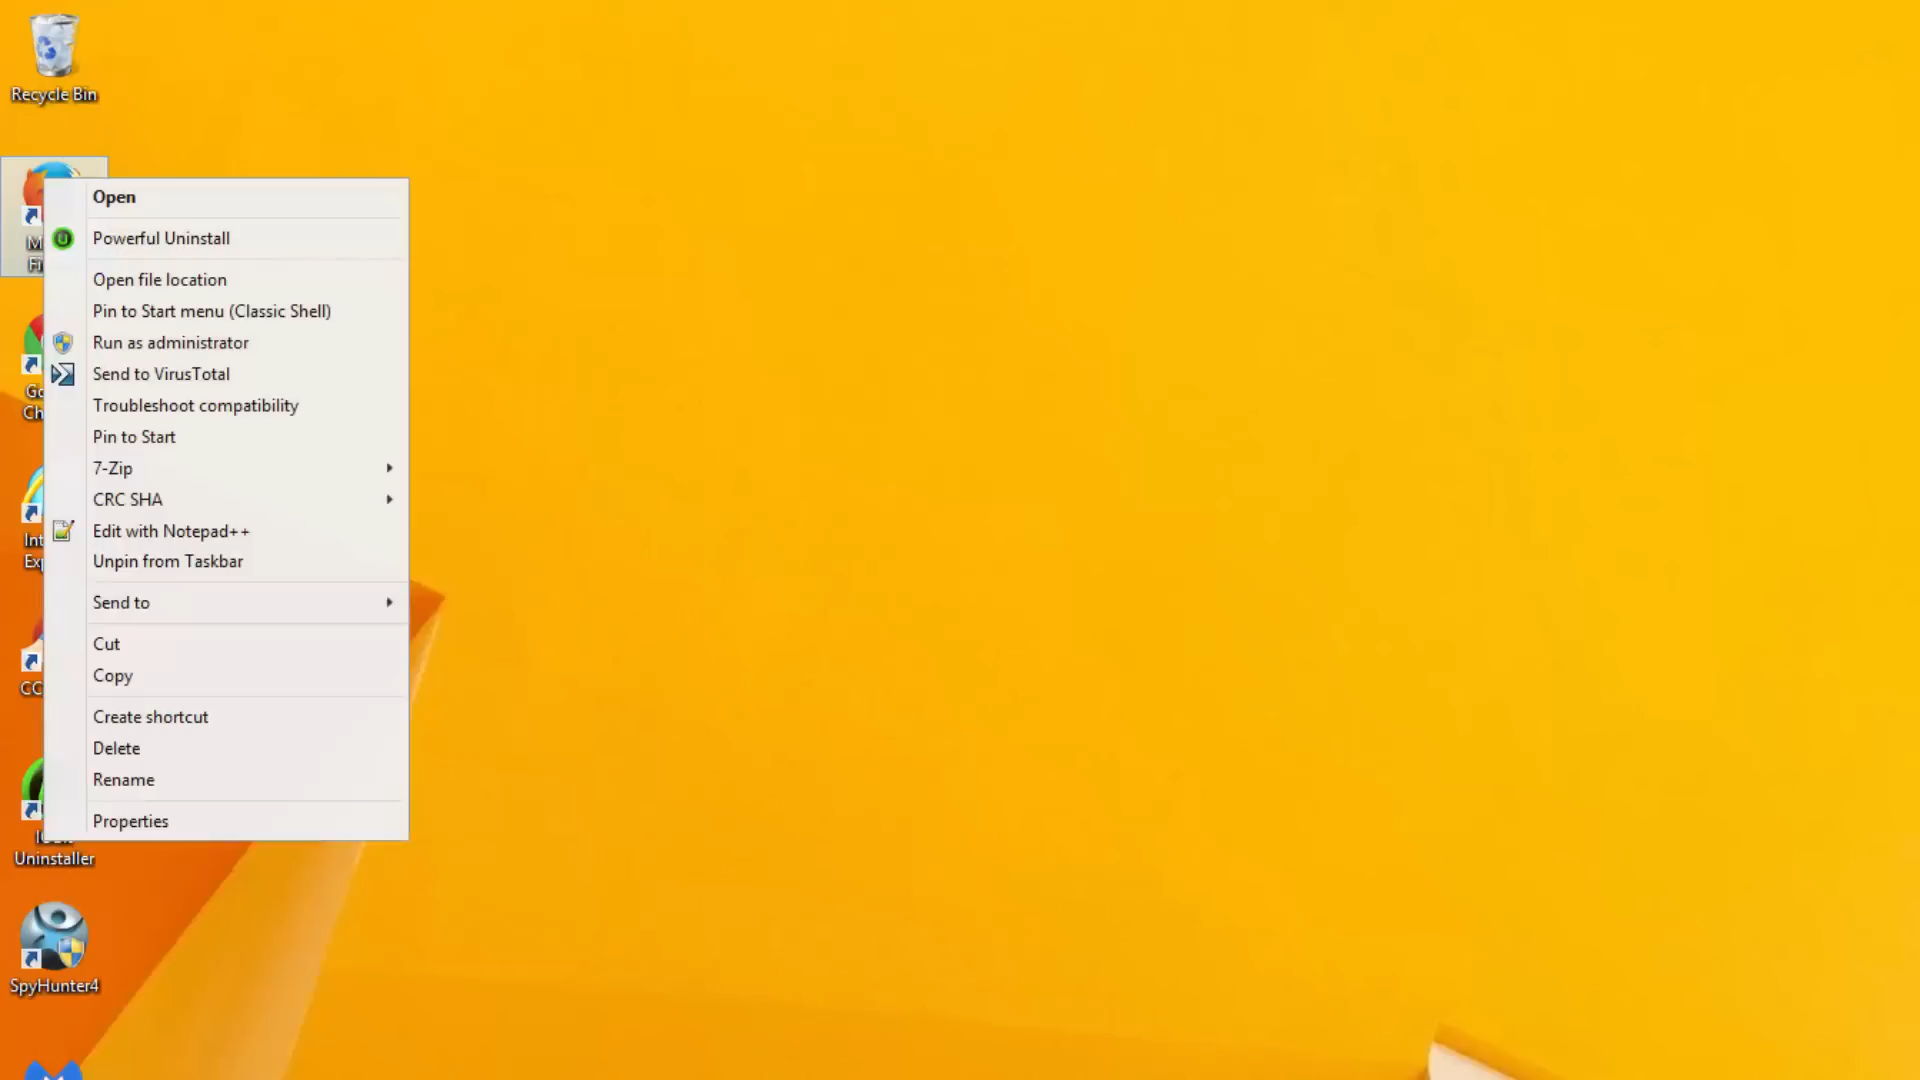 Recycle Bin
Open
Powerful Uninstall
Open file location
Pin to Start menu (Classic Shell)
Run as administrator
Send to VirusTotal
Troubleshoot compatibility
Pin to Start
7-Zip
CRC SHA
Edit with Notepad++
Unpin from Taskbar
Send to
Cut
Copy
Create shortcut
Delete
Rename
Properties
Uninstaller
SpyHunter4